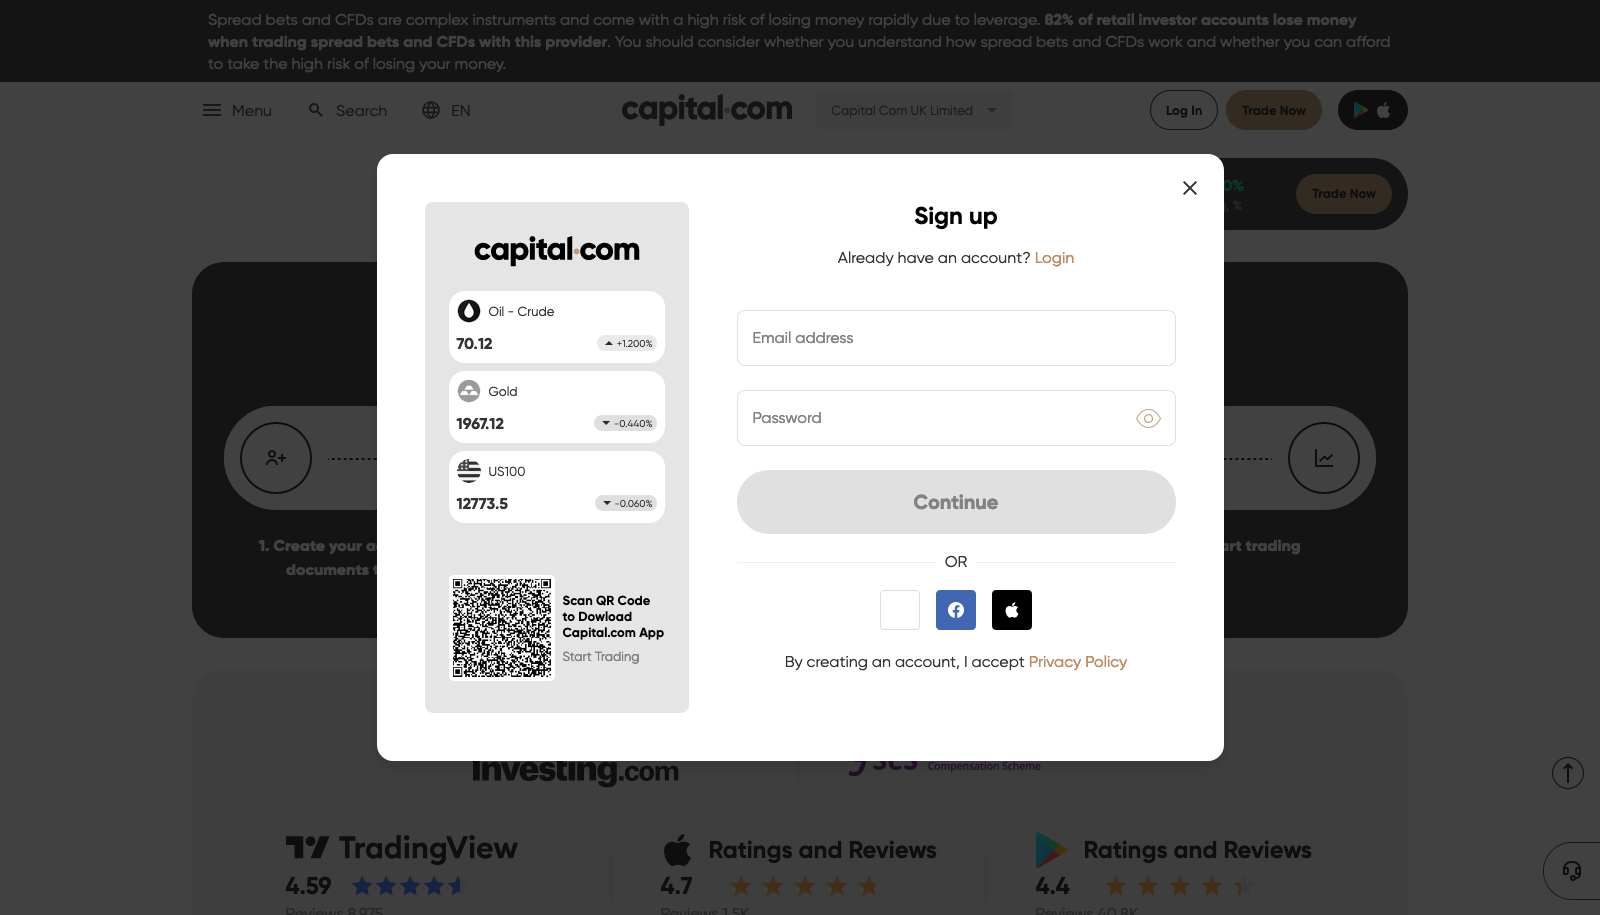 Spread bets and CFDs are complex instruments and come with a high risk of losing money rapidly due to leverage. 82% of retail investor accounts lose money
when trading spread bets and CFDs with this provider. You should consider whether you understand how spread bets and CFDs work and whether you can afford
to take the high risk of losing your money.
Menu
Search
EN
capital.com
Capital Com UK Limited
Log In
Trade Now
0%
%
Trade Now
capital.com
Oil - Crude
70.12
+1.200%
Gold
1967.12
-0.440%
US100
12773.5
-0.060%
Scan QR Code
to Dowload
Capital.com App
Start Trading
Sign up
Already have an account? Login
Email address
Password
Continue
OR
By creating an account, I accept Privacy Policy
1. Create your a
documents
art trading
Investing.com
Compensation Scheme
TradingView
4.59
Reviews 8,975
Ratings and Reviews
4.7
Reviews 1.5K
Ratings and Reviews
4.4
Reviews 40.8K